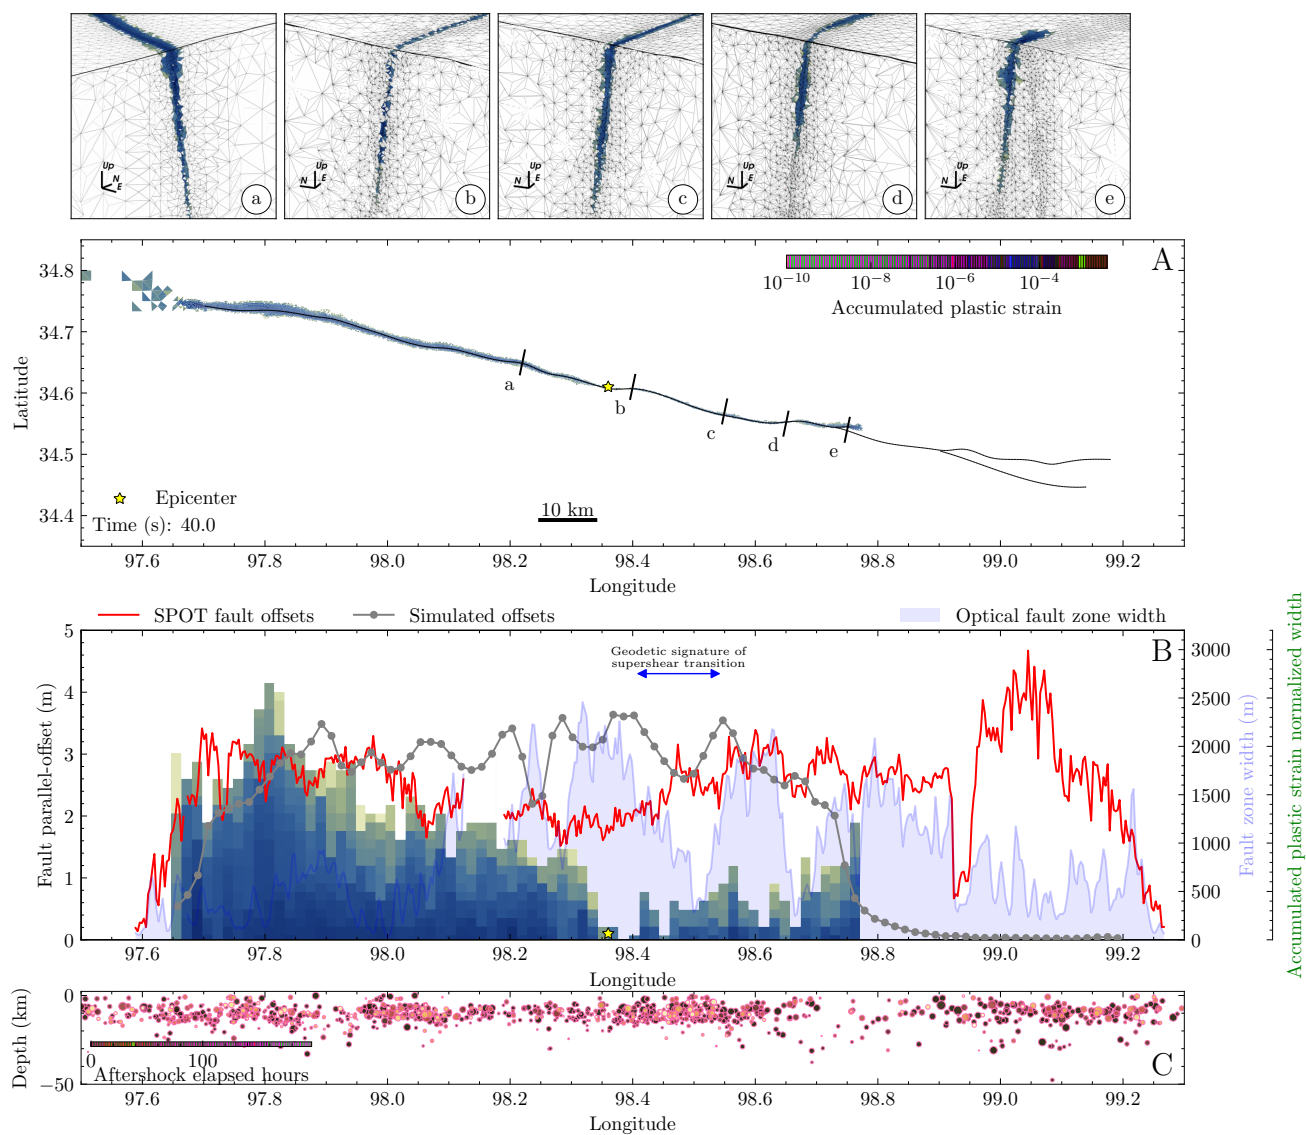 Up
N
E
a
Up
N
E
b
Up
N
E
c
Up
N
E
d
Up
N
E
e
A
34.8
34.7
34.6
34.5
34.4
Latitude
10⁻¹⁰ 10⁻⁸ 10⁻⁶ 10⁻⁴
Accumulated plastic strain
a
b
c
d
e
Epicenter
Time (s): 40.0
10 km
97.6 97.8 98.0 98.2 98.4 98.6 98.8 99.0 99.2
Longitude
SPOT fault offsets
Simulated offsets
Optical fault zone width
B
Geodetic signature of
supershear transition
5
4
3
2
1
0
Fault parallel-offset (m)
3000
2500
2000
1500
1000
500
0
Fault zone width (m)
Accumulated plastic strain normalized width
97.6 97.8 98.0 98.2 98.4 98.6 98.8 99.0 99.2
Longitude
0
−50
Depth (km)
0 100
Aftershock elapsed hours
C
97.6 97.8 98.0 98.2 98.4 98.6 98.8 99.0 99.2
Longitude